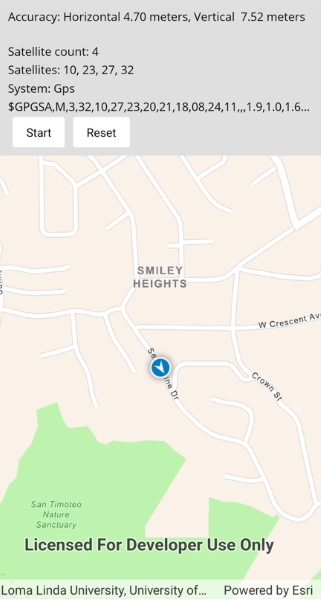 Accuracy: Horizontal 4.70 meters, Vertical 7.52 meters
Satellite count: 4
Satellites: 10, 23, 27, 32
System: Gps
$GPGSA,M,3,32,10,27,23,20,21,18,08,24,11,,,1.9,1.0,1.6...
Start Reset
SMILEY
HEIGHTS
W Crescent Av
Dr
Crown St
San Timoteo
Nature
Sanctuary
Licensed For Developer Use Only
Loma Linda University, University of... Powered by Esri